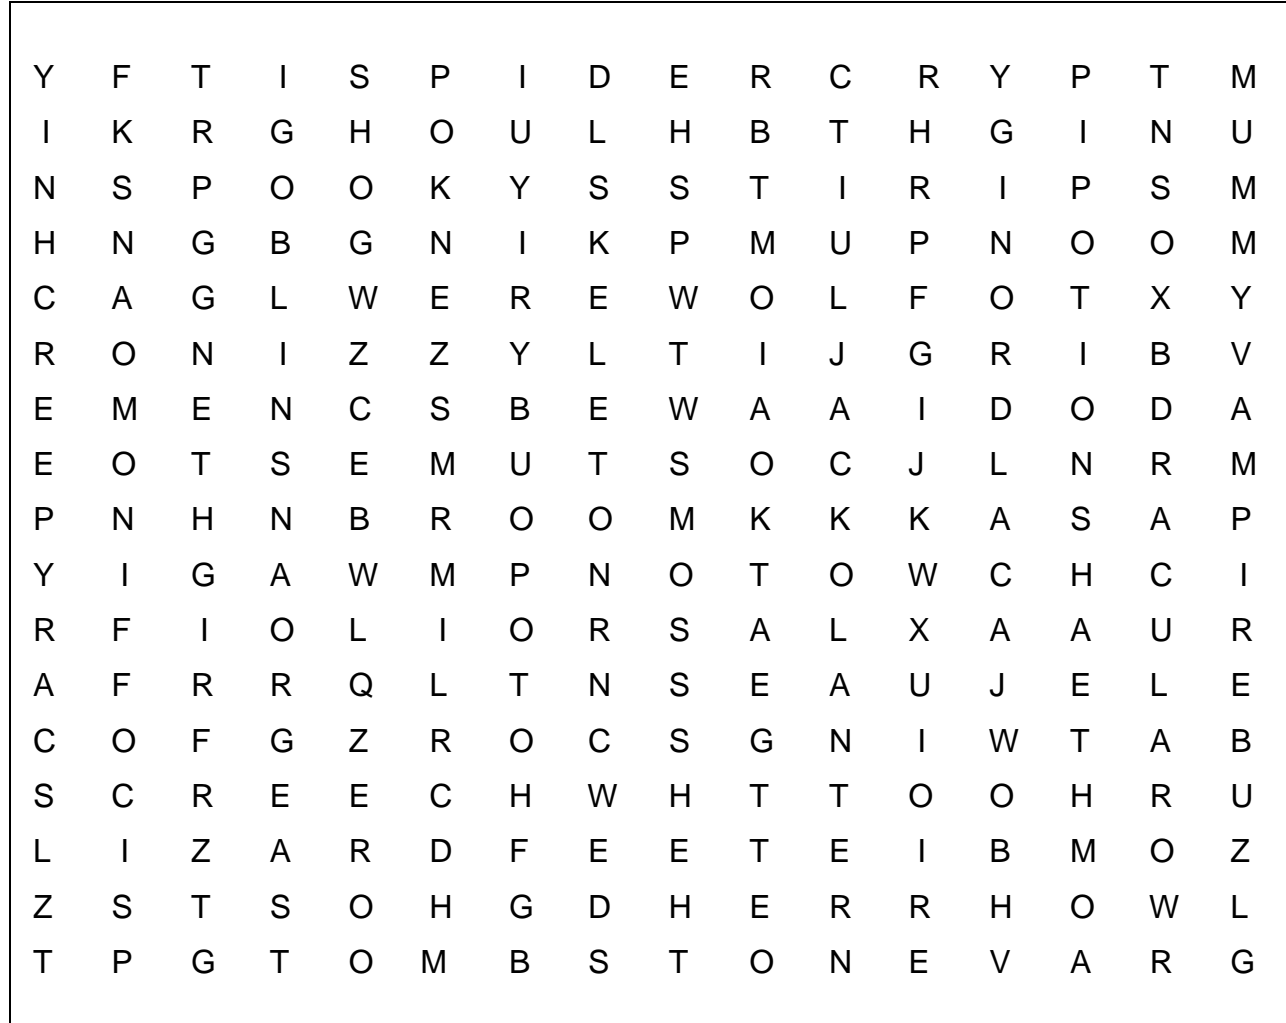 Y F T I S P I D E R C R Y P T M
I K R G H O U L H B T H G I N U
N S P O O K Y S S T I R I P S M
H N G B G N I K P M U P N O O M
C A G L W E R E W O L F O T X Y
R O N I Z Z Y L T I J G R I B V
E M E N C S B E W A A I D O D A
E O T S E M U T S O C J L N R M
P N H N B R O O M K K K A S A P
Y I G A W M P N O T O W C H C I
R F I O L I O R S A L X A A U R
A F R R Q L T N S E A U J E L E
C O F G Z R O C S G N I W T A B
S C R E E C H W H T T O O H R U
L I Z A R D F E E T E I B M O Z
Z S T S O H G D H E R R H O W L
T P G T O M B S T O N E V A R G